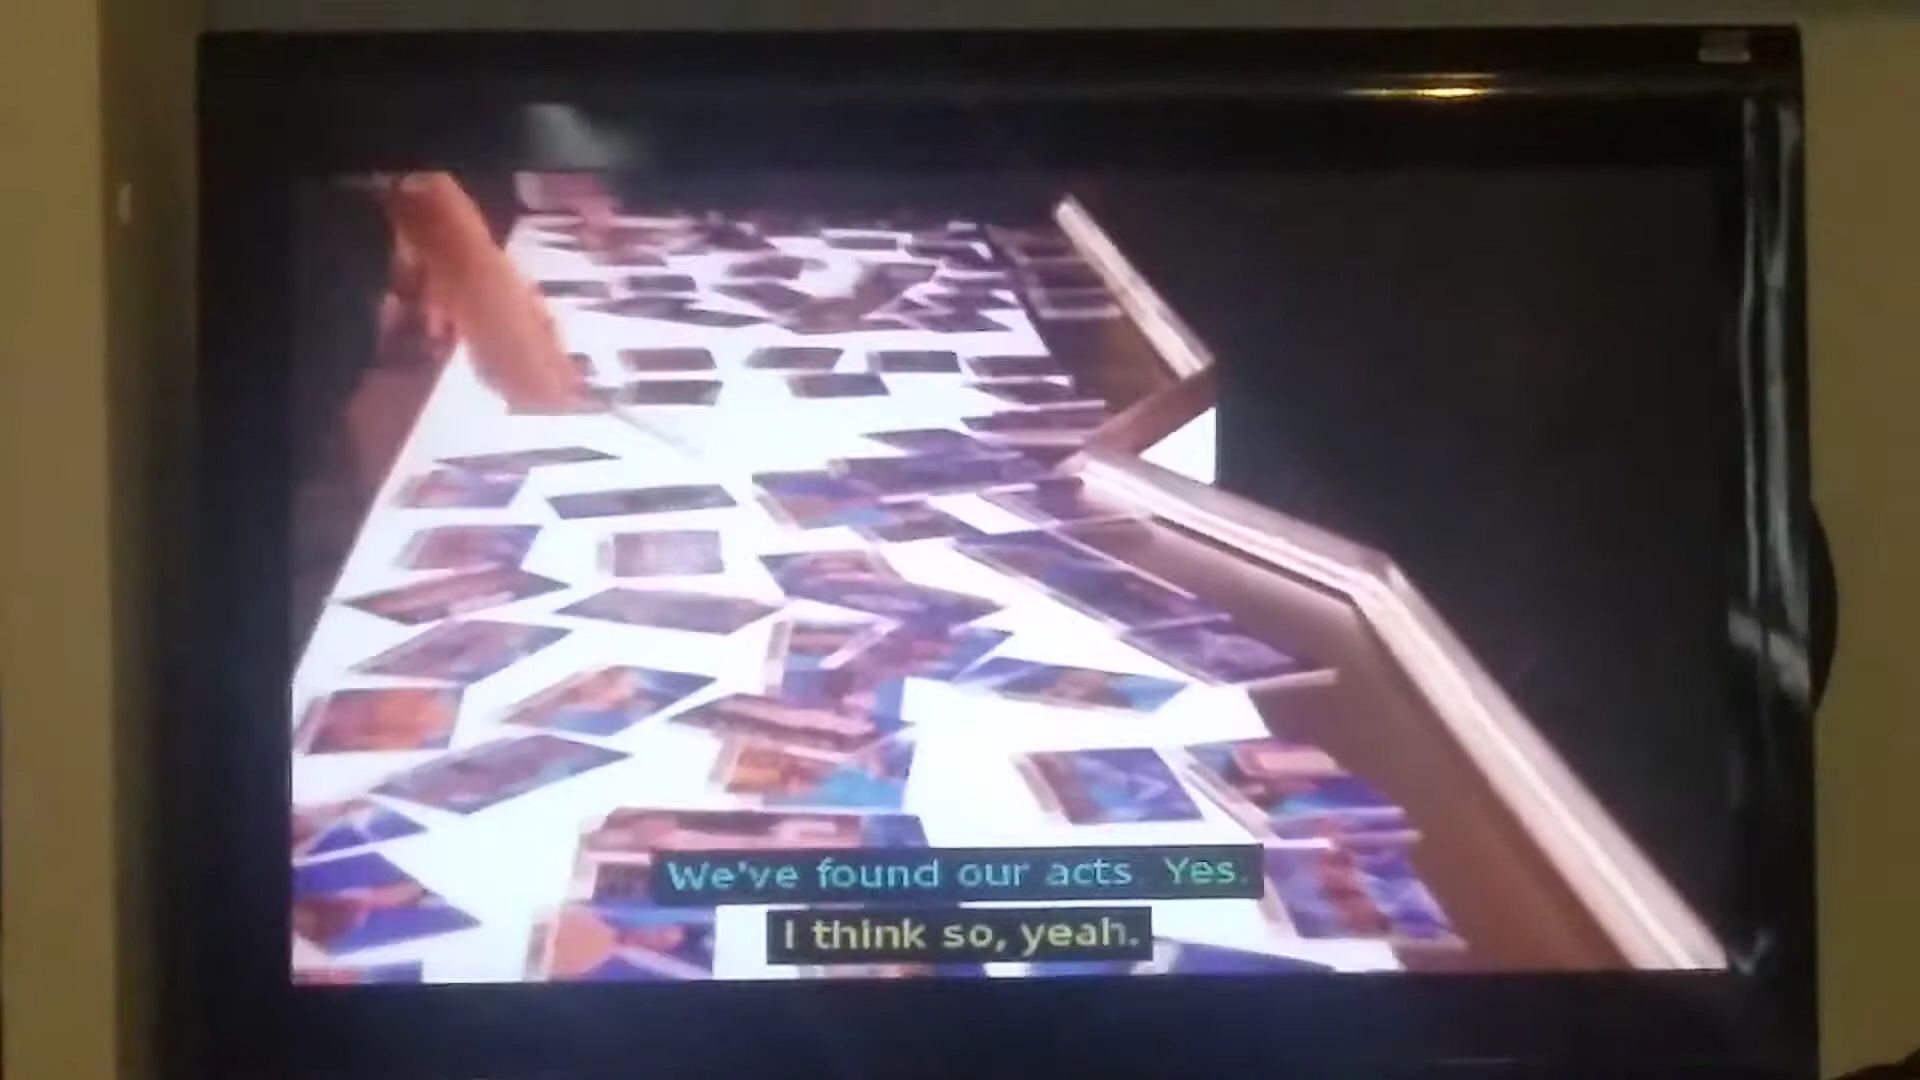 We've found our acts. Yes.
I think so, yeah.